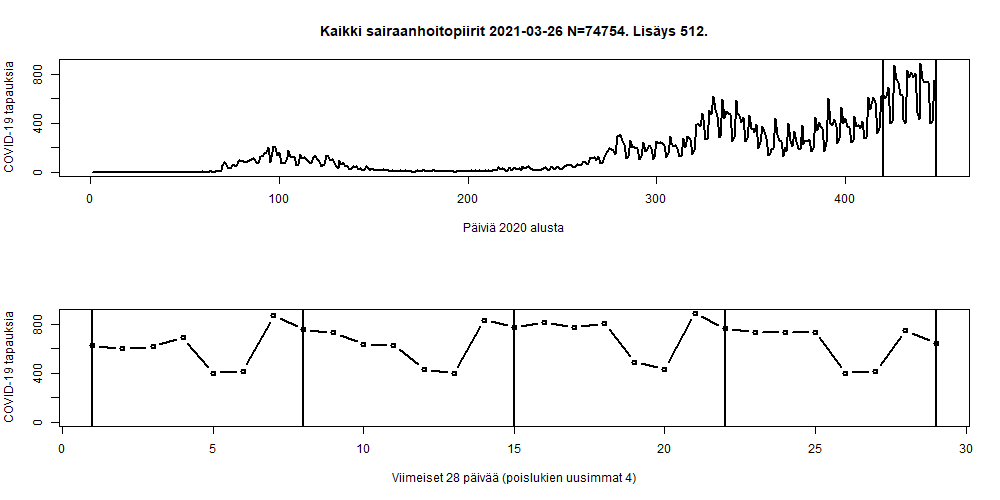 Kaikki sairaanhoitopiirit 2021-03-26 N=74754. Lisäys 512.
COVID-19 tapauksia
0 400 800
0 100 200 300 400
Päiviä 2020 alusta
COVID-19 tapauksia
0 400 800
0 5 10 15 20 25 30
Viimeiset 28 päivää (poislukien uusimmat 4)